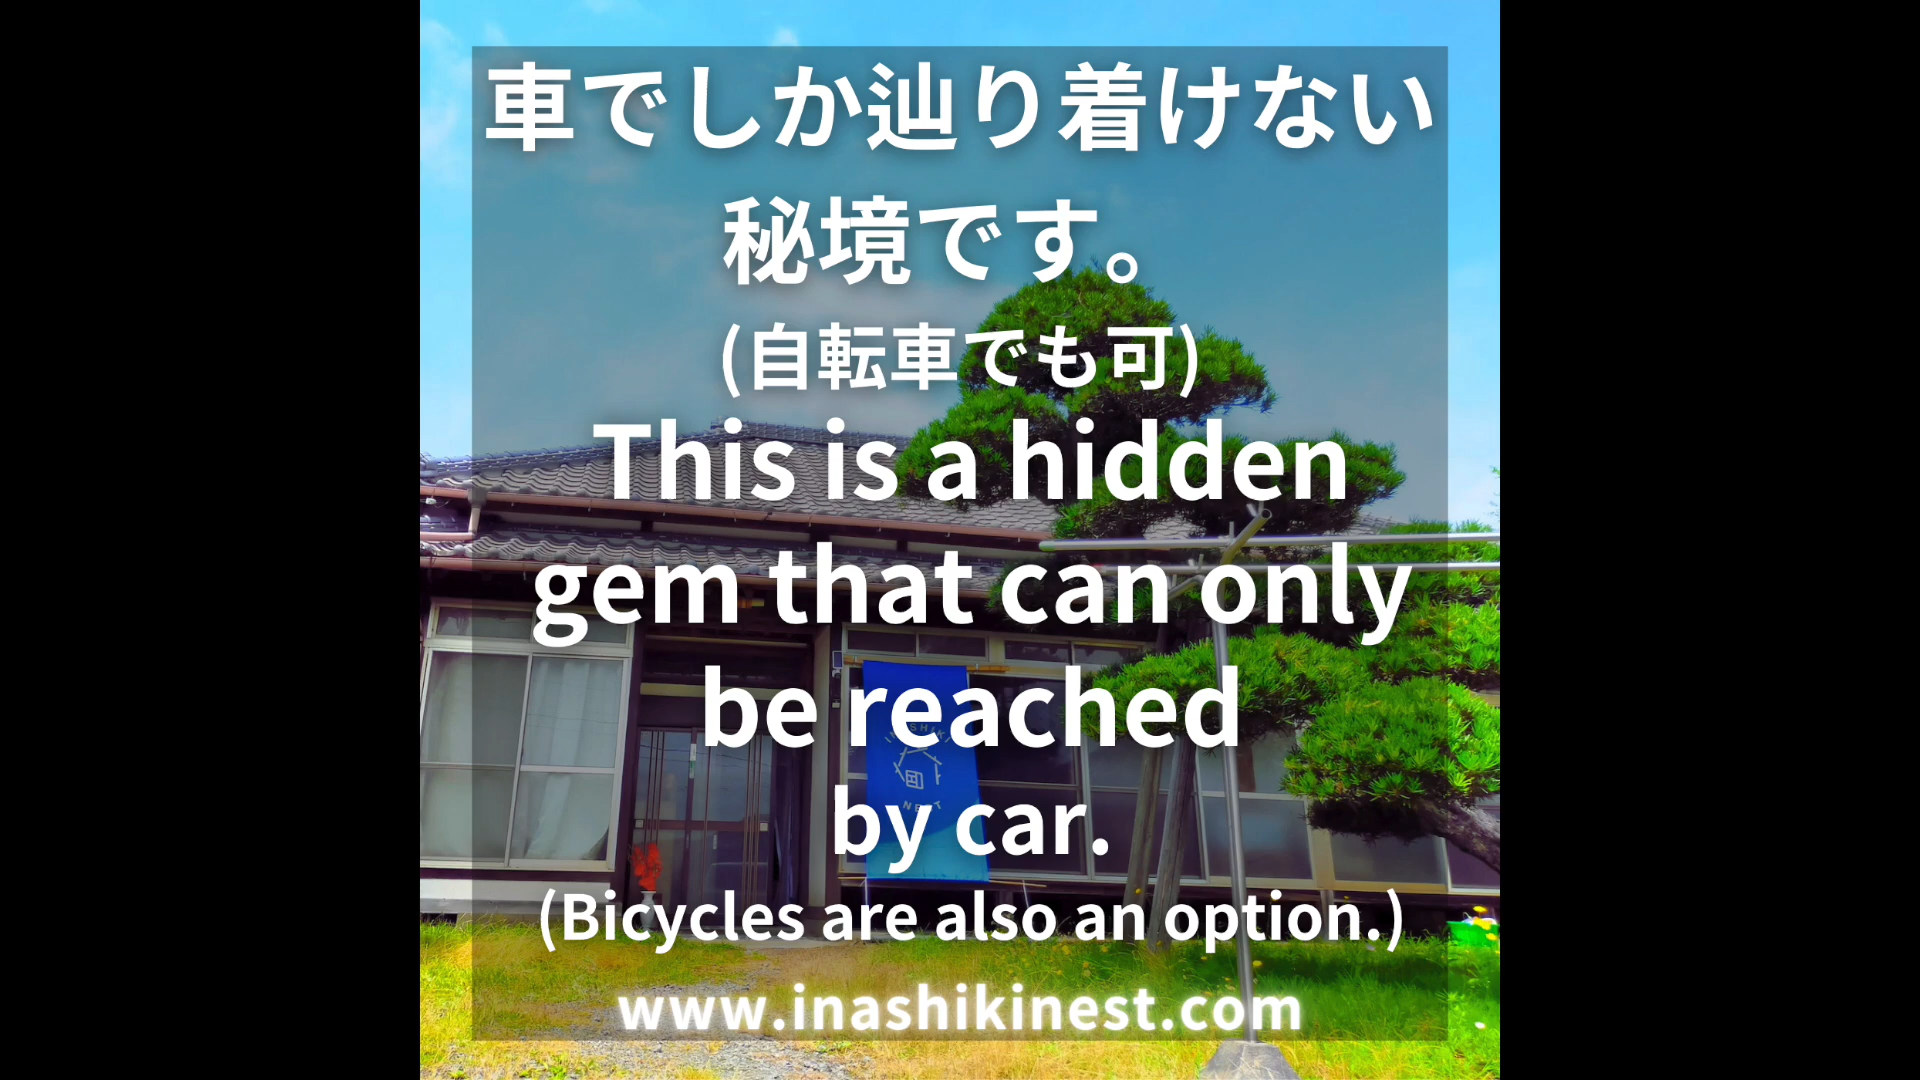 車でしか辿り着けない
秘境です。
(自転車でも可)
This is a hidden
gem that can only
be reached
by car.
(Bicycles are also an option.)
www.inashikinest.com
INASHIKI
NEST